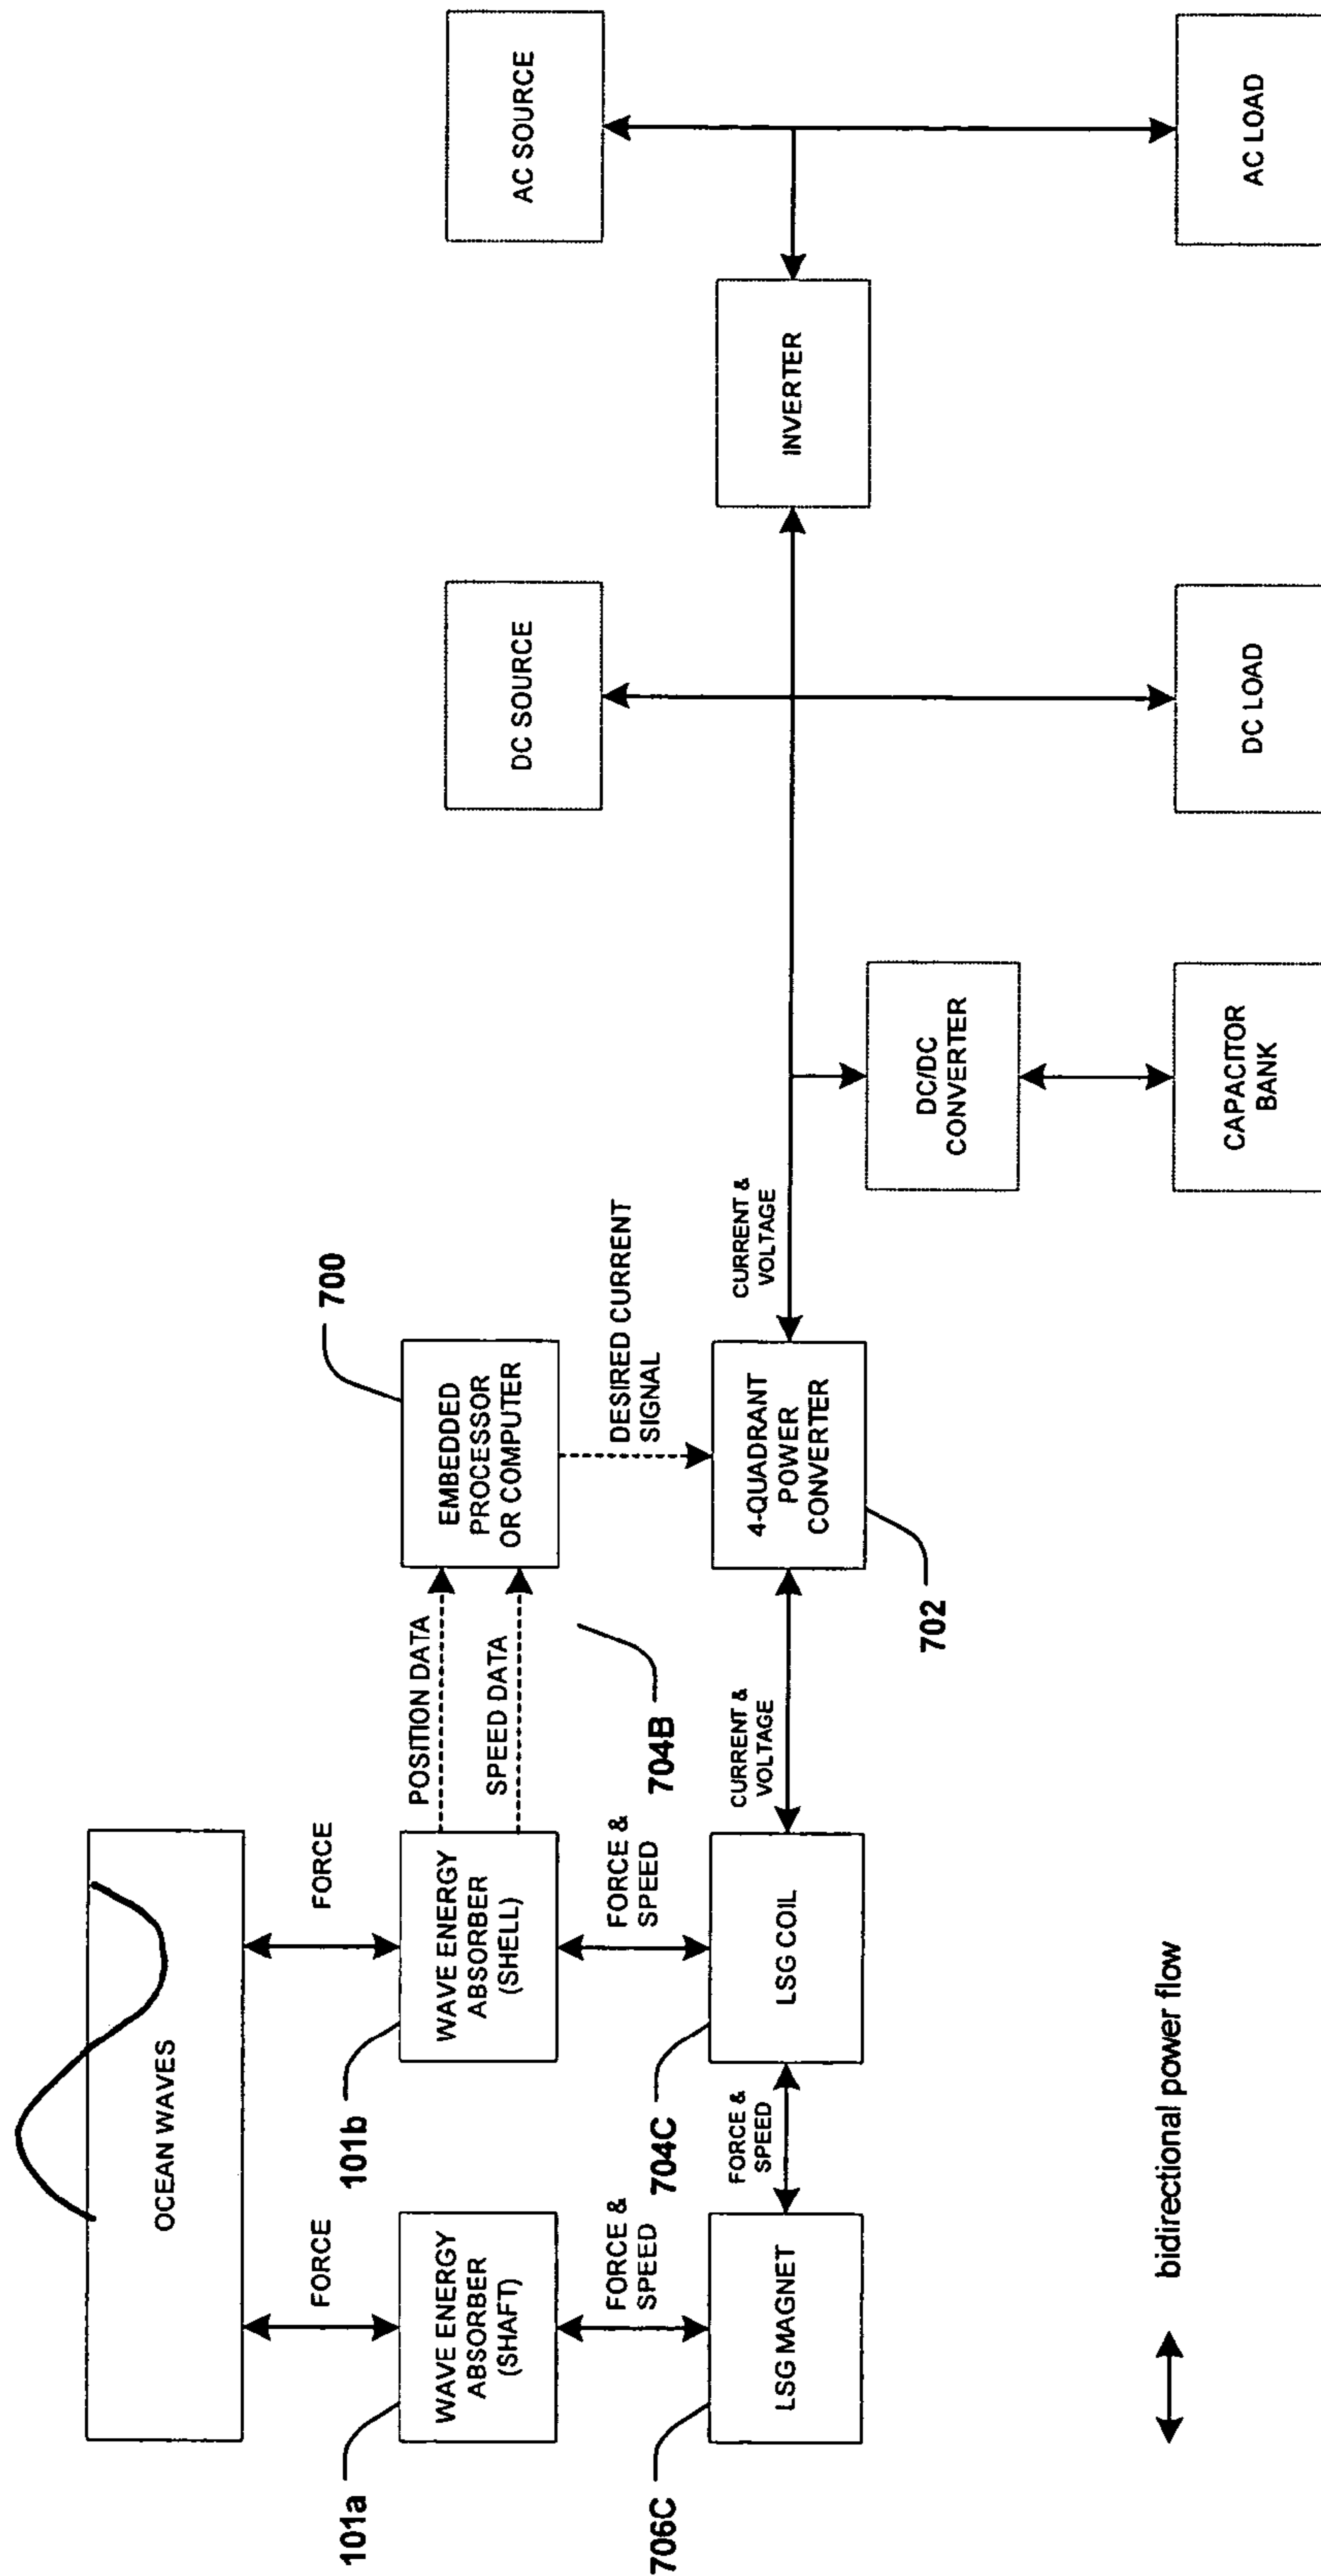 OCEAN WAVES
FORCE
FORCE
101a
WAVE ENERGY
ABSORBER
(SHAFT)
101b
WAVE ENERGY
ABSORBER
(SHELL)
POSITION DATA
SPEED DATA
704B
EMBEDDED
PROCESSOR
OR COMPUTER
700
DC SOURCE
AC SOURCE
FORCE &
SPEED
FORCE &
SPEED
DESIRED CURRENT
SIGNAL
706C
LSG MAGNET
FORCE &
SPEED
704C
LSG COIL
CURRENT &
VOLTAGE
4-QUADRANT
POWER
CONVERTER
702
CURRENT &
VOLTAGE
INVERTER
DC/DC
CONVERTER
CAPACITOR
BANK
DC LOAD
AC LOAD
bidirectional power flow